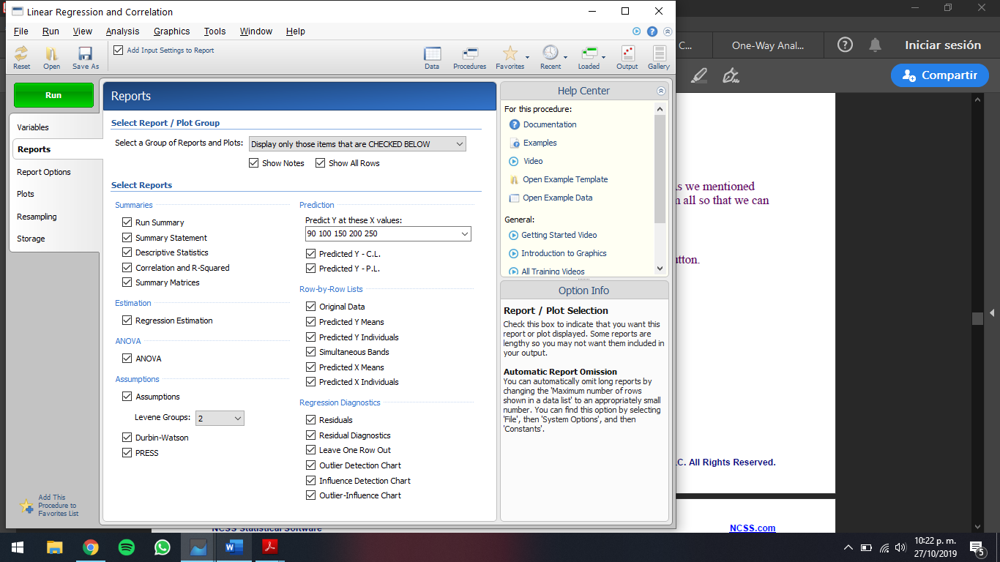 Linear Regression and Correlation
File Run View Analysis Graphics Tools Window Help
Reset Open Save As Add Input Settings to Report Data Procedures Favorites Recent Loaded Output Gallery
C... One-Way Anal... Iniciar sesión
Compartir
Run
Variables
Reports
Report Options
Plots
Resampling
Storage
Add This
Procedure to
Favorites List
Reports
Select Report / Plot Group
Select a Group of Reports and Plots: Display only those items that are CHECKED BELOW
Show Notes Show All Rows
Select Reports
Summaries
Run Summary
Summary Statement
Descriptive Statistics
Correlation and R-Squared
Summary Matrices
Estimation
Regression Estimation
ANOVA
ANOVA
Assumptions
Assumptions
Levene Groups: 2
Durbin-Watson
PRESS
Prediction
Predict Y at these X values:
90 100 150 200 250
Predicted Y - C.L.
Predicted Y - P.L.
Row-by-Row Lists
Original Data
Predicted Y Means
Predicted Y Individuals
Simultaneous Bands
Predicted X Means
Predicted X Individuals
Regression Diagnostics
Residuals
Residual Diagnostics
Leave One Row Out
Outlier Detection Chart
Influence Detection Chart
Outlier-Influence Chart
Help Center
For this procedure:
Documentation
Examples
Video
Open Example Template
Open Example Data
General:
Getting Started Video
Introduction to Graphics
All Training Videos
Option Info
Report / Plot Selection
Check this box to indicate that you want this
report or plot displayed. Some reports are
lengthy so you may not want them included in
your output.
Automatic Report Omission
You can automatically omit long reports by
changing the 'Maximum number of rows
shown in a data list' to an appropriately small
number. You can find this option by selecting
'File', then 'System Options', and then
'Constants'.
s we mentioned
all so that we can
tton.
C. All Rights Reserved.
NCSS Statistical Software
NCSS.com
10:22 p. m.
27/10/2019
5